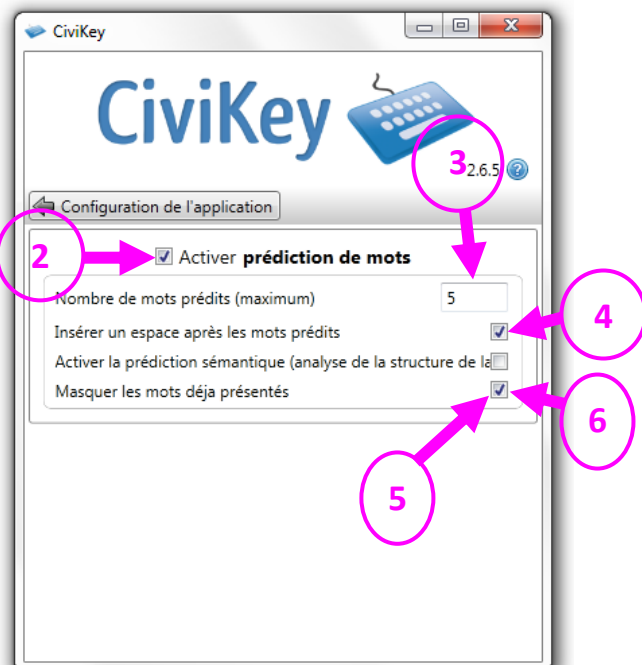 CiviKey
CiviKey
3 2.6.5 ?
Configuration de l'application
2 Activer prédiction de mots
Nombre de mots prédits (maximum) 5
Insérer un espace après les mots prédits 4
Activer la prédiction sémantique (analyse de la structure de la
Masquer les mots déja présentés
6
5